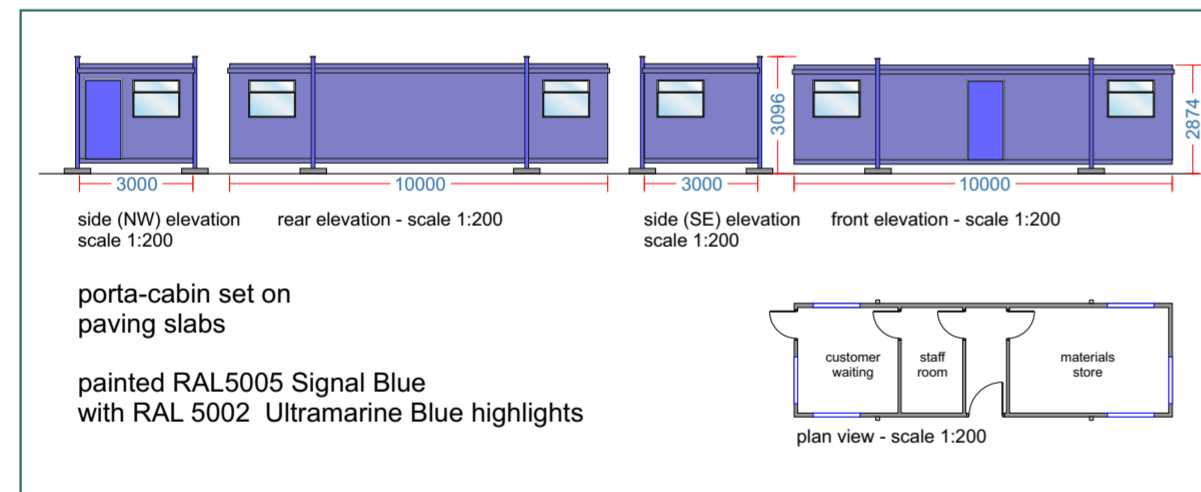 3096
2874
3000
10000
3000
10000
side (NW) elevation
scale 1:200
rear elevation - scale 1:200
side (SE) elevation
scale 1:200
front elevation - scale 1:200
porta-cabin set on
paving slabs
painted RAL5005 Signal Blue
with RAL 5002  Ultramarine Blue highlights
customer
waiting
staff
room
materials
store
plan view - scale 1:200